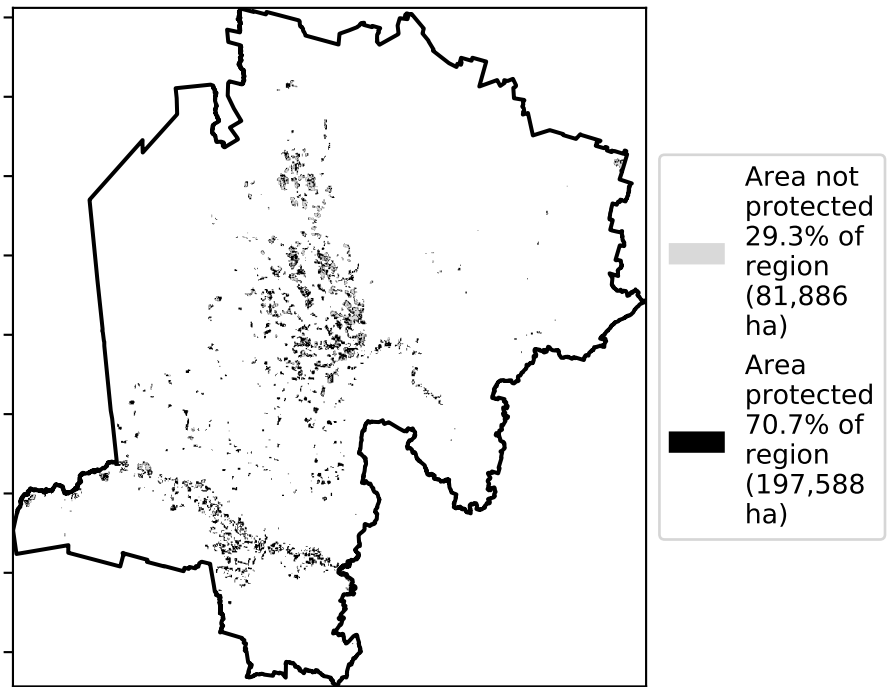 Area not
protected
29.3% of
region
(81,886
ha)
Area
protected
70.7% of
region
(197,588
ha)